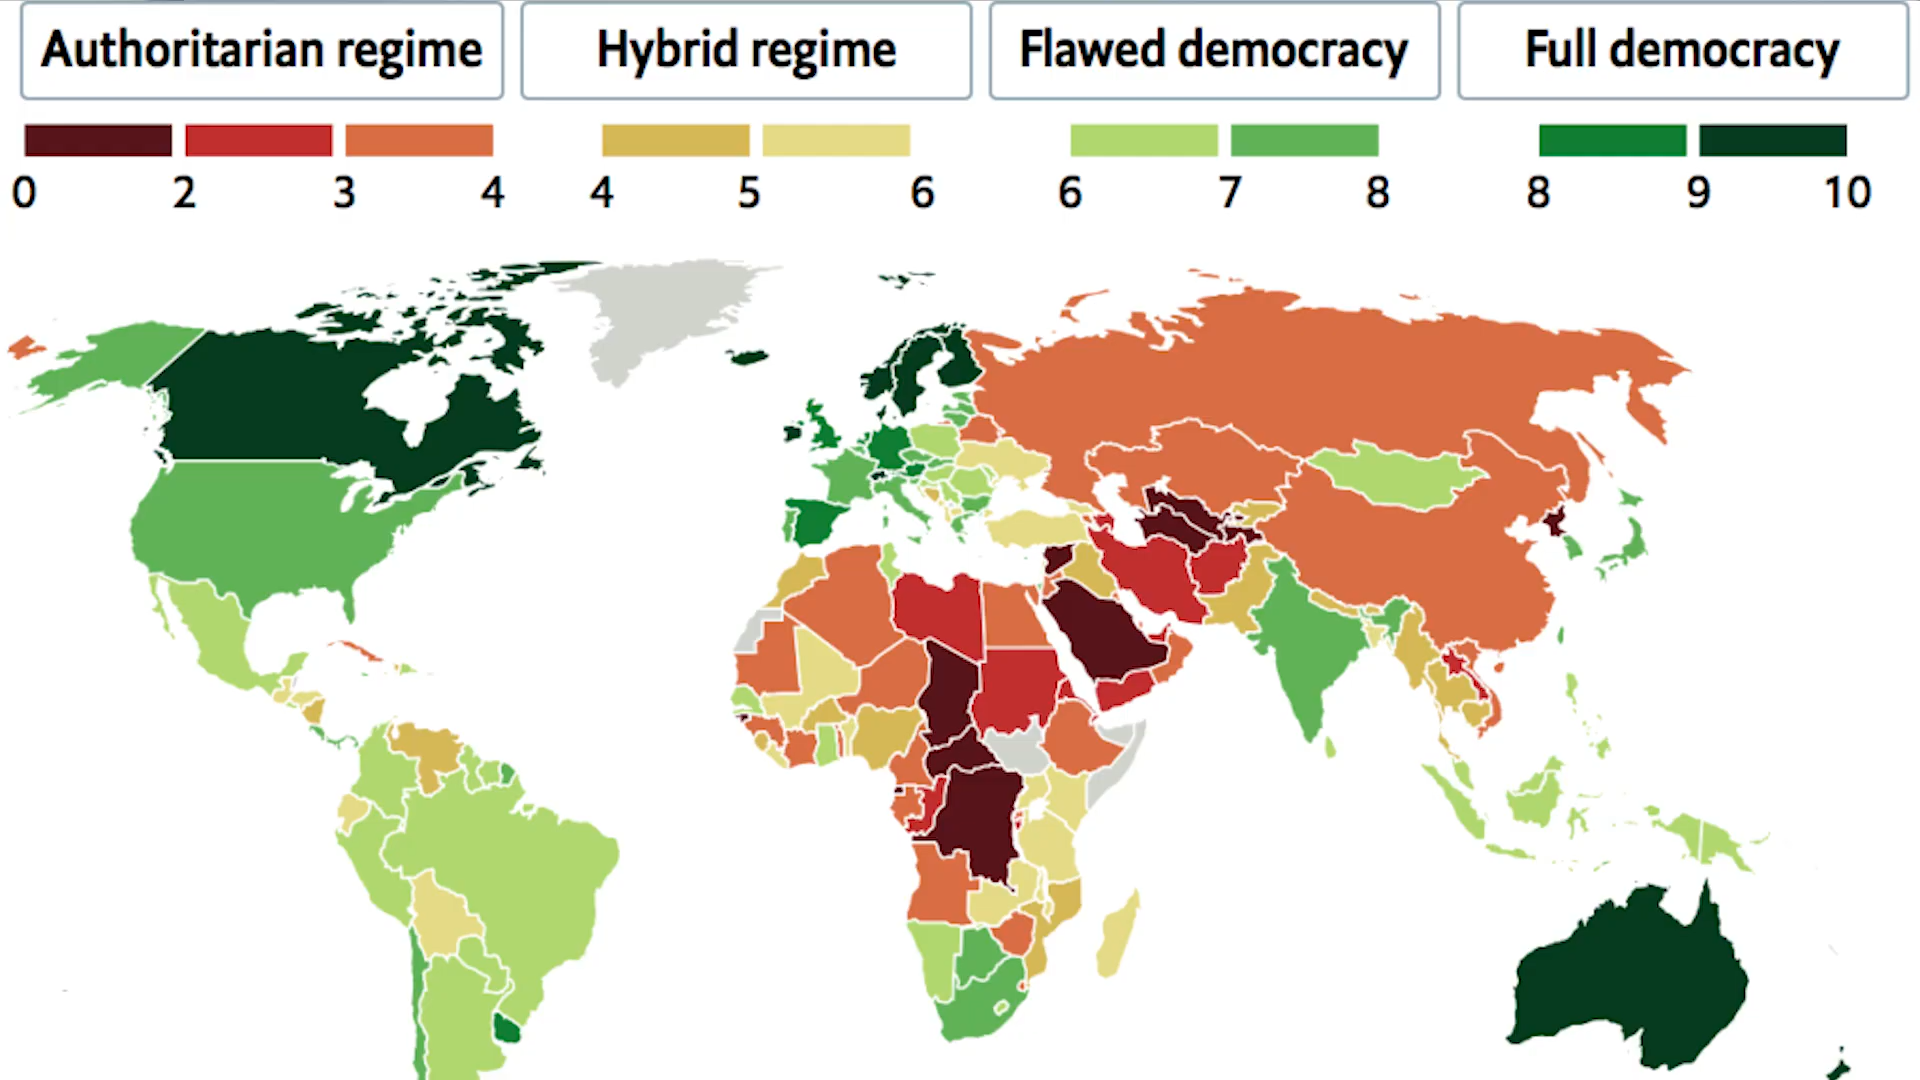 Authoritarian regime
Hybrid regime
Flawed democracy
Full democracy
0 2 3 4 4 5 6 6 7 8 8 9 10